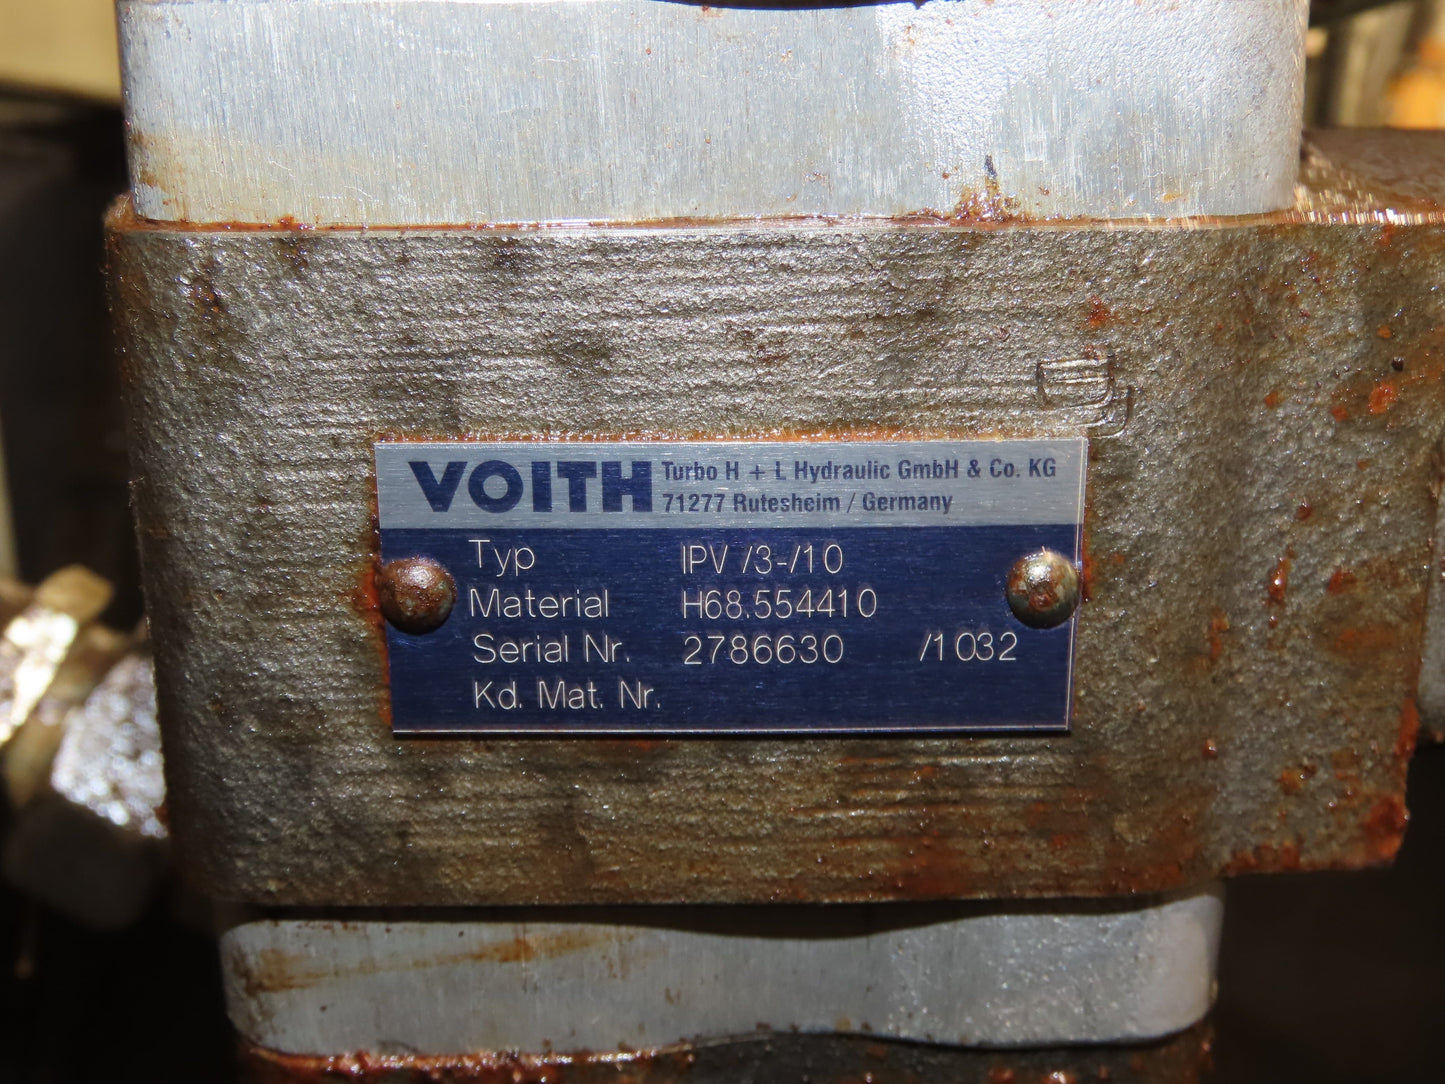 VOITH Turbo H + L Hydraulic GmbH & Co. KG
71277 Rutesheim / Germany
Typ IPV /3-/10
Material H68.554410
Serial Nr. 2786630 /1032
Kd. Mat. Nr.